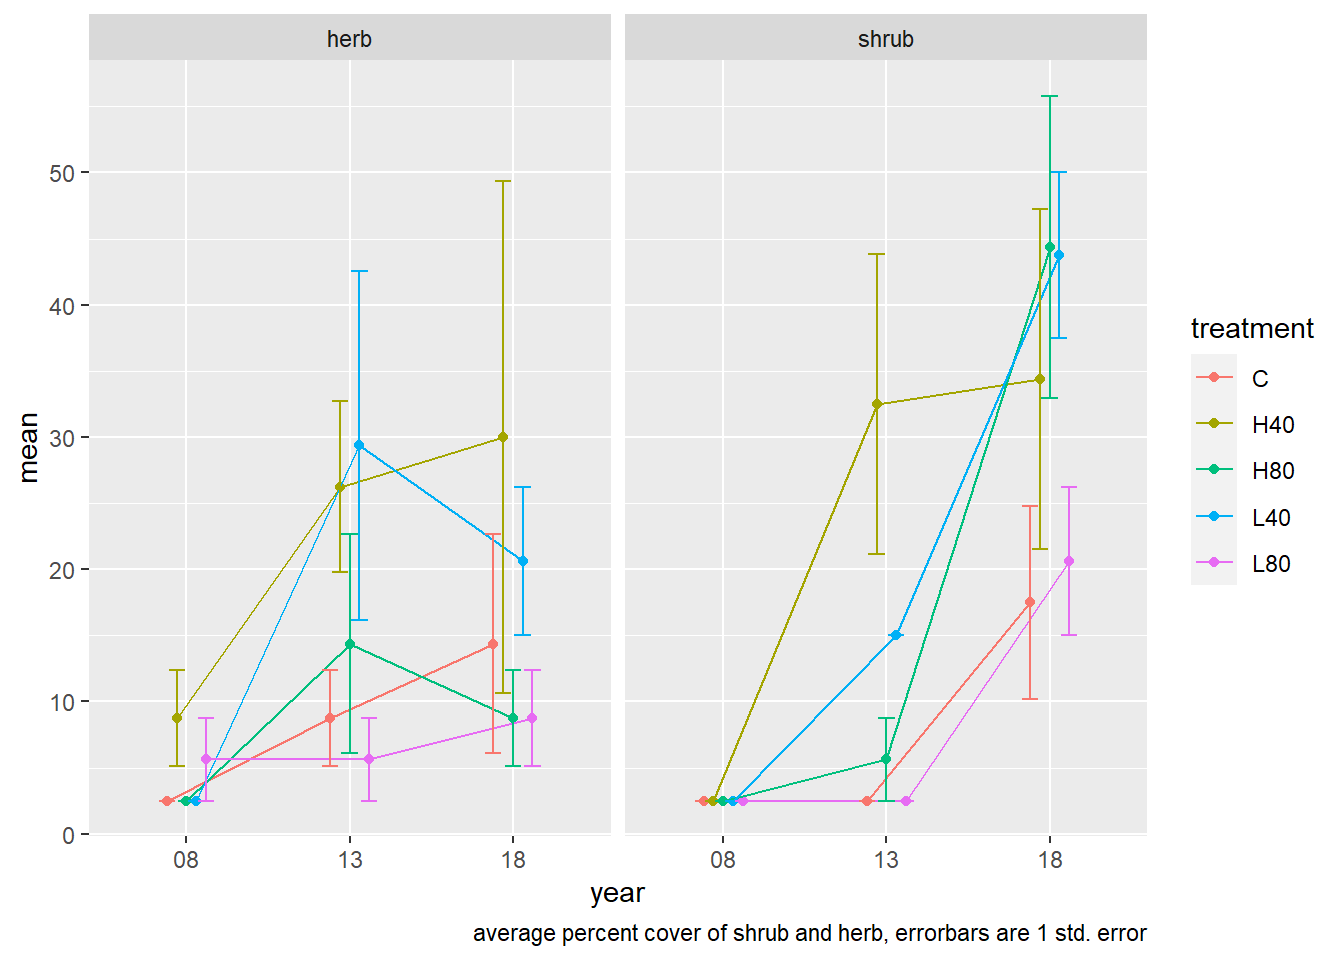 herb
shrub
mean
50
40
30
20
10
0
08
13
18
08
13
18
year
average percent cover of shrub and herb, errorbars are 1 std. error
treatment
C
H40
H80
L40
L80